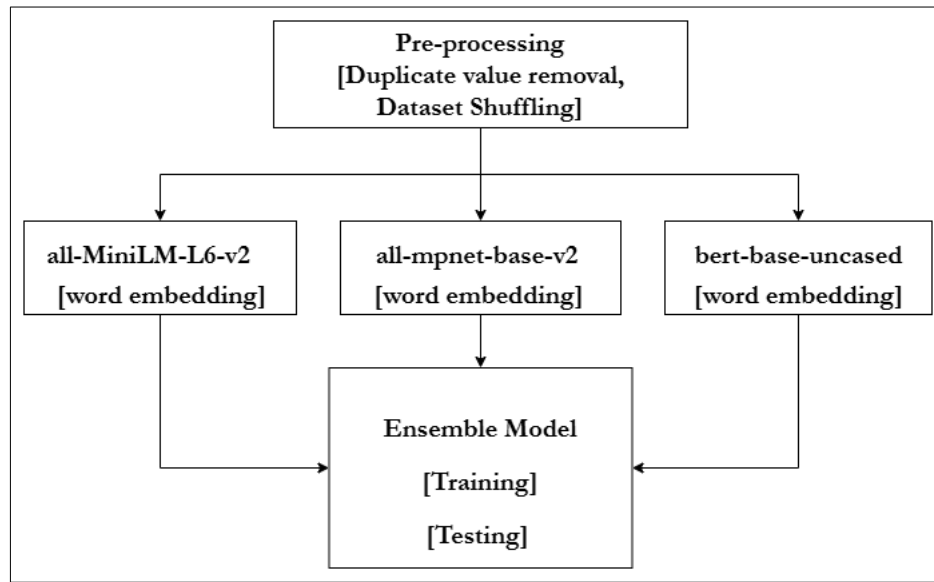 Pre-processing
[Duplicate value removal,
Dataset Shuffling]
all-MiniLM-L6-v2
[word embedding]
all-mpnet-base-v2
[word embedding]
bert-base-uncased
[word embedding]
Ensemble Model
[Training]
[Testing]